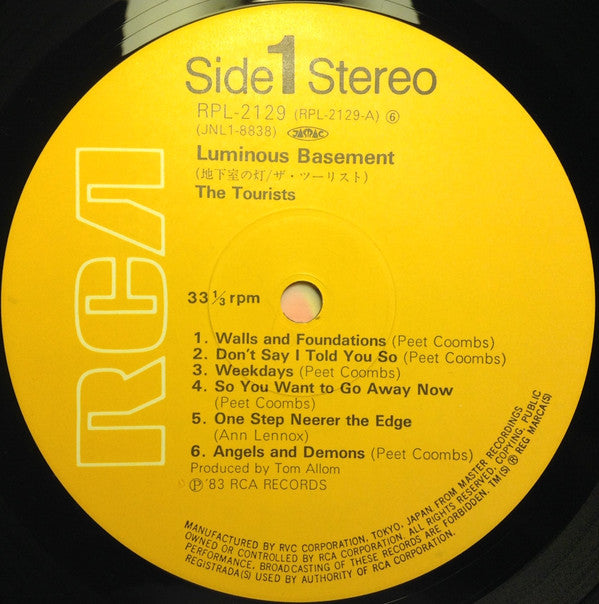 Side 1 Stereo
RPL-2129 (RPL-2129-A) ⑥
(JNL1-8838) JASRAC
Luminous Basement
(地下室の灯/ザ・ツーリスト)
The Tourists
RCA
33 1/3 rpm
1. Walls and Foundations (Peet Coombs)
2. Don't Say I Told You So (Peet Coombs)
3. Weekdays (Peet Coombs)
4. So You Want to Go Away Now
(Peet Coombs)
5. One Step Neerer the Edge
(Ann Lennox)
6. Angels and Demons (Peet Coombs)
Produced by Tom Allom
Ⓟ '83 RCA RECORDS
MANUFACTURED BY RVC CORPORATION, TOKYO, JAPAN, FROM MASTER RECORDINGS
OWNED OR CONTROLLED BY RCA CORPORATION. ALL RIGHTS RESERVED, COPYING, PUBLIC
PERFORMANCE, BROADCASTING OF THESE RECORDS ARE FORBIDDEN. TM(S) ® REG MARCA(S)
REGISTRADA(S) USED BY AUTHORITY OF RCA CORPORATION.